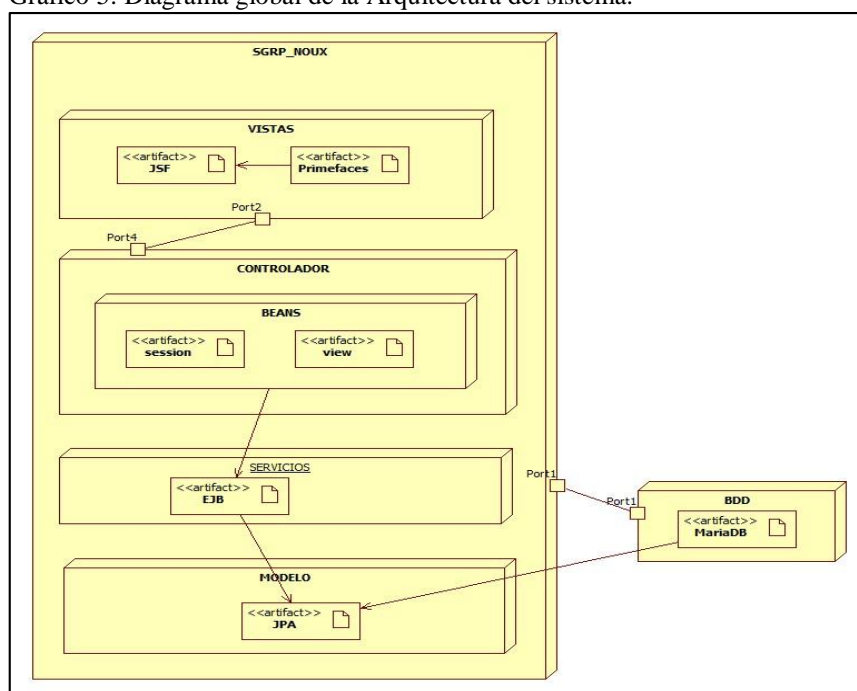 Gráfico 3: Diagrama global de la Arquitectura del sistema.
SGRP_NOUX
VISTAS
<<artifact>>
JSF
<<artifact>>
Primefaces
Port2
Port4
CONTROLADOR
BEANS
<<artifact>>
session
<<artifact>>
view
SERVICIOS
<<artifact>>
EJB
Port1
Port1
BDD
<<artifact>>
MariaDB
MODELO
<<artifact>>
JPA